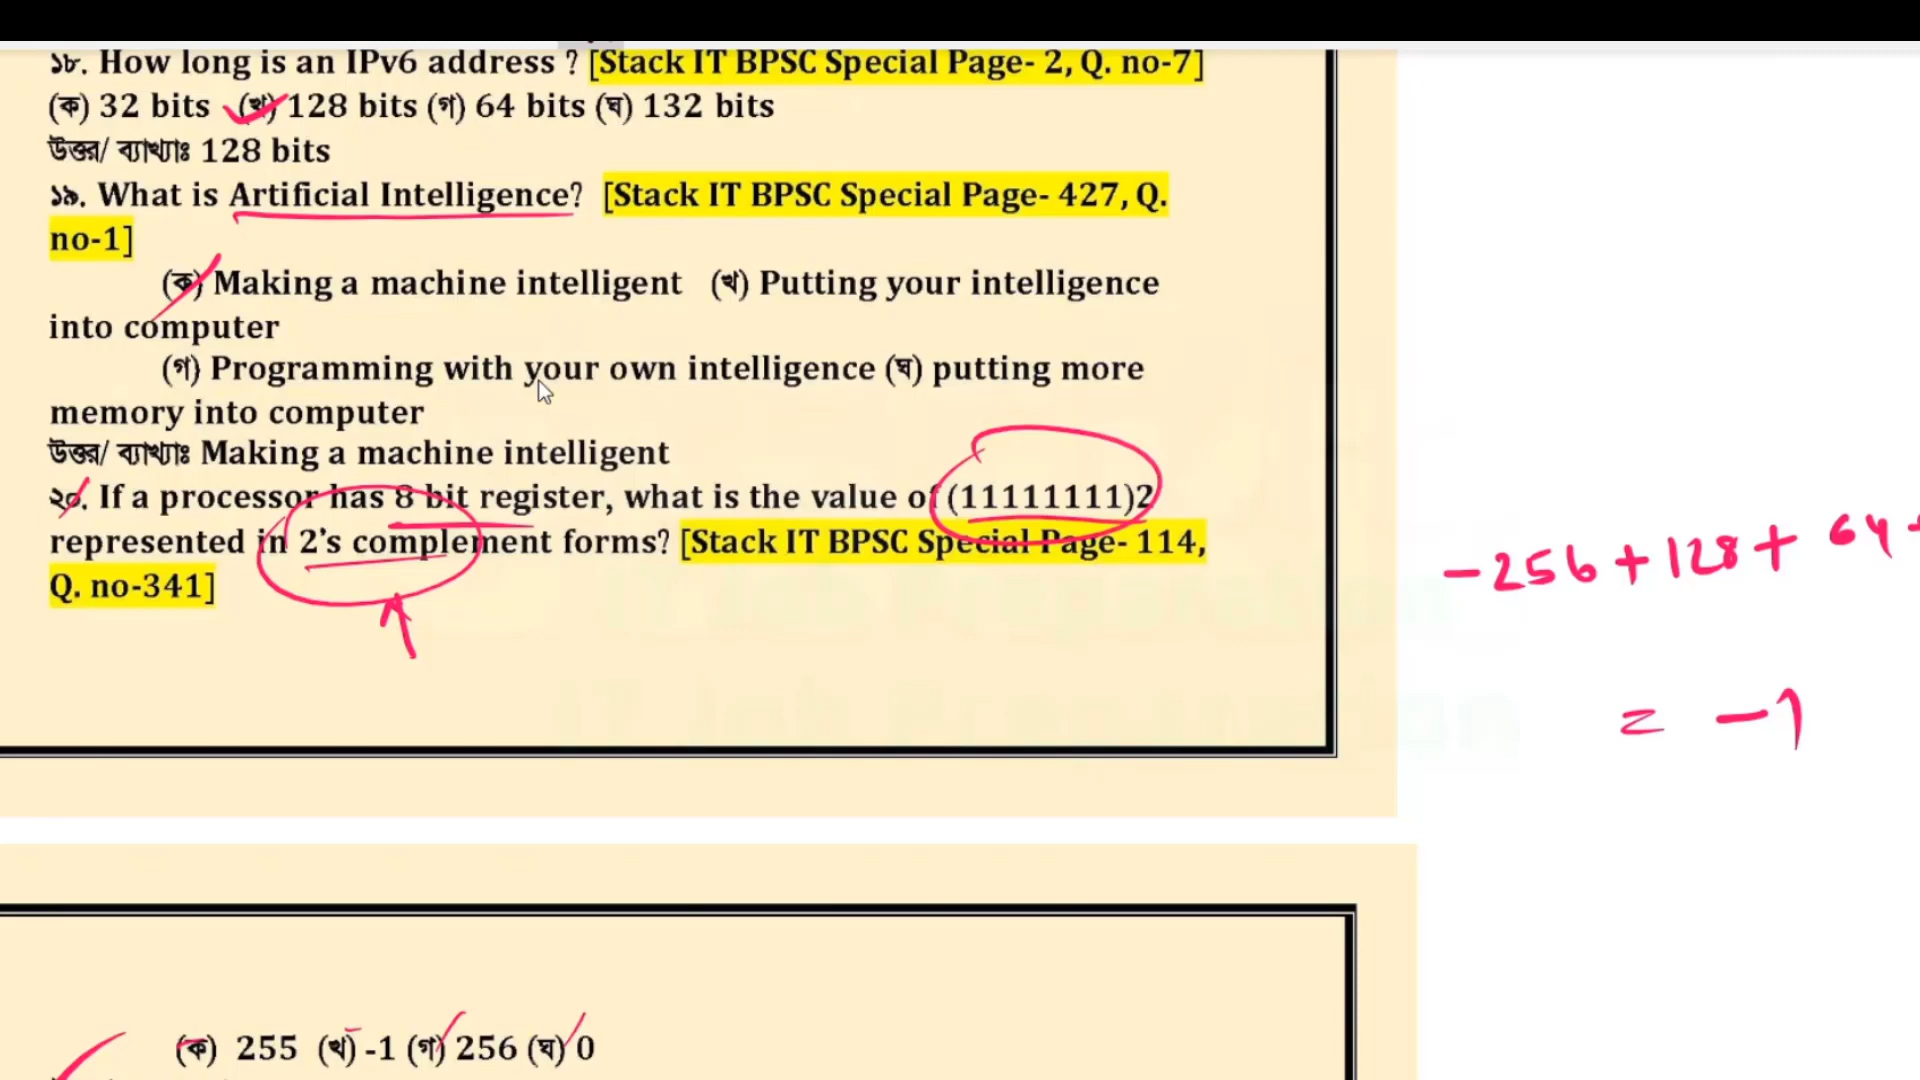 ১৮. How long is an IPv6 address ? [Stack IT BPSC Special Page- 2, Q. no-7]
(ক) 32 bits (খ) 128 bits (গ) 64 bits (ঘ) 132 bits
উত্তর/ ব্যাখ্যাঃ 128 bits
১৯. What is Artificial Intelligence? [Stack IT BPSC Special Page- 427, Q.
no-1]
(ক) Making a machine intelligent (খ) Putting your intelligence
into computer
(গ) Programming with your own intelligence (ঘ) putting more
memory into computer
উত্তর/ ব্যাখ্যাঃ Making a machine intelligent
২০. If a processor has 8 bit register, what is the value of (11111111)2
represented in 2's complement forms? [Stack IT BPSC Special Page- 114,
Q. no-341]
-256+128+ 64+
= -1
(ক) 255 (খ) -1 (গ) 256 (ঘ) 0